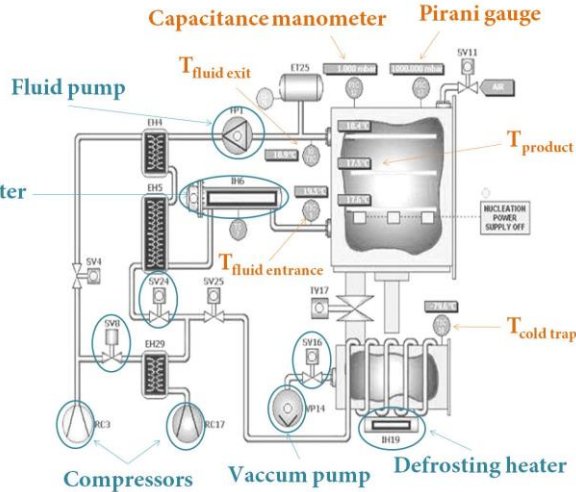 Capacitance manometer
Pirani gauge
SV11
1.000 mbar
1000.000 mbar
ET25
AIR
T fluid exit
Fluid pump
EH4
T product
ter
EH5
IH6
17.6°C
NUCLEATION
POWER
SUPPLY OFF
T fluid entrance
SV4
SV24
SV25
TV17
SV8
SV16
T cold trap
EH29
RC3
RC17
VP14
IH19
Compressors
Vaccum pump
Defrosting heater